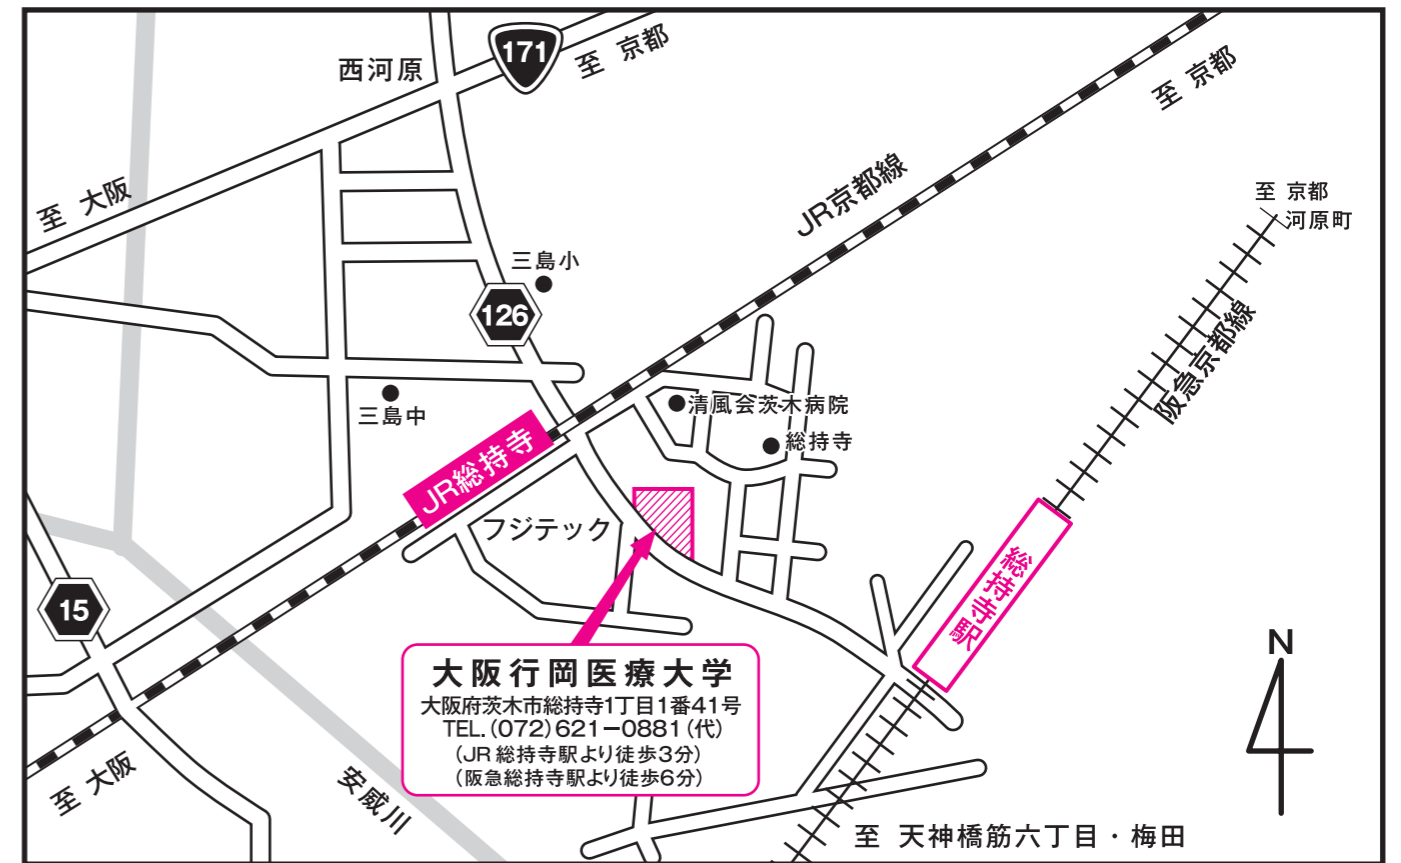 171
西河原
至 京都
至 京都
至 大阪
JR京都線
至 京都
河原町
三島小
126
阪急京都線
三島中
清風会茨木病院
総持寺
JR総持寺
フジテック
総持寺駅
15
大阪行岡医療大学
大阪府茨木市総持寺1丁目1番41号
TEL.(072)621−0881(代)
(JR 総持寺駅より徒歩3分)
(阪急総持寺駅より徒歩6分)
N
至 大阪
安威川
至 天神橋筋六丁目・梅田